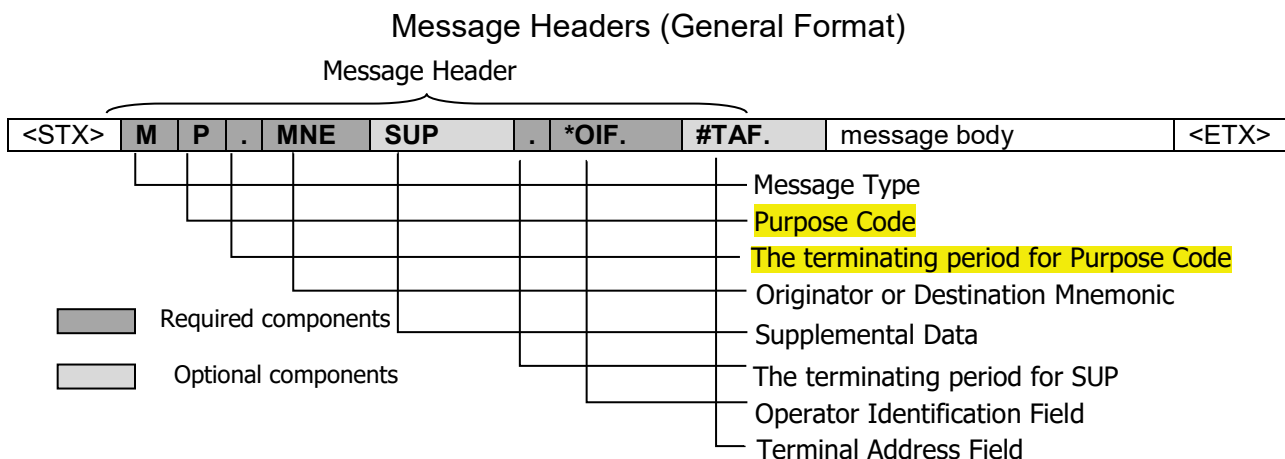 Message Headers (General Format)
Message Header
<STX> M P . MNE SUP . *OIF. #TAF. message body <ETX>
Message Type
Purpose Code
The terminating period for Purpose Code
Originator or Destination Mnemonic
Required components
Supplemental Data
Optional components
The terminating period for SUP
Operator Identification Field
Terminal Address Field